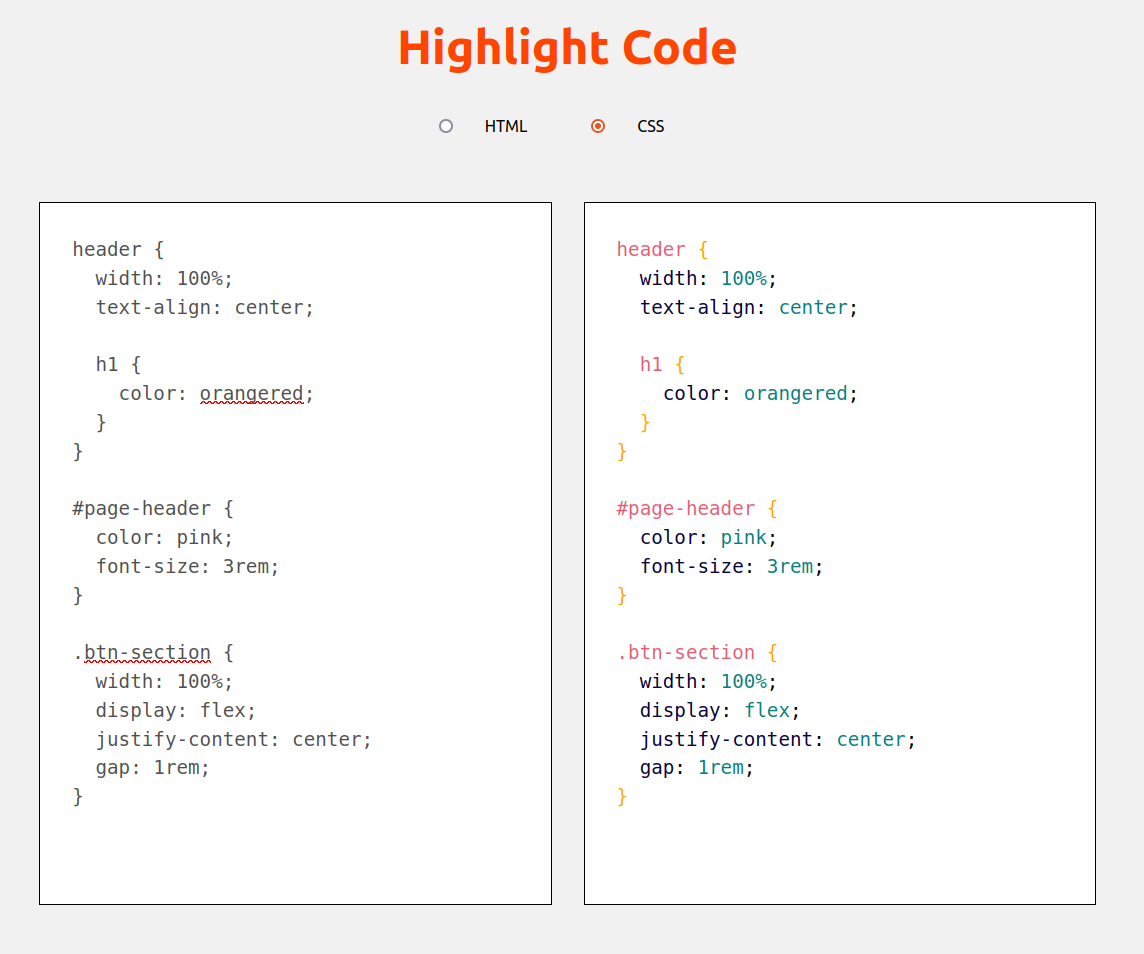 Highlight Code
HTML CSS
header {
  width: 100%;
  text-align: center;

  h1 {
    color: orangered;
  }
}

#page-header {
  color: pink;
  font-size: 3rem;
}

.btn-section {
  width: 100%;
  display: flex;
  justify-content: center;
  gap: 1rem;
}
header {
  width: 100%;
  text-align: center;

  h1 {
    color: orangered;
  }
}

#page-header {
  color: pink;
  font-size: 3rem;
}

.btn-section {
  width: 100%;
  display: flex;
  justify-content: center;
  gap: 1rem;
}